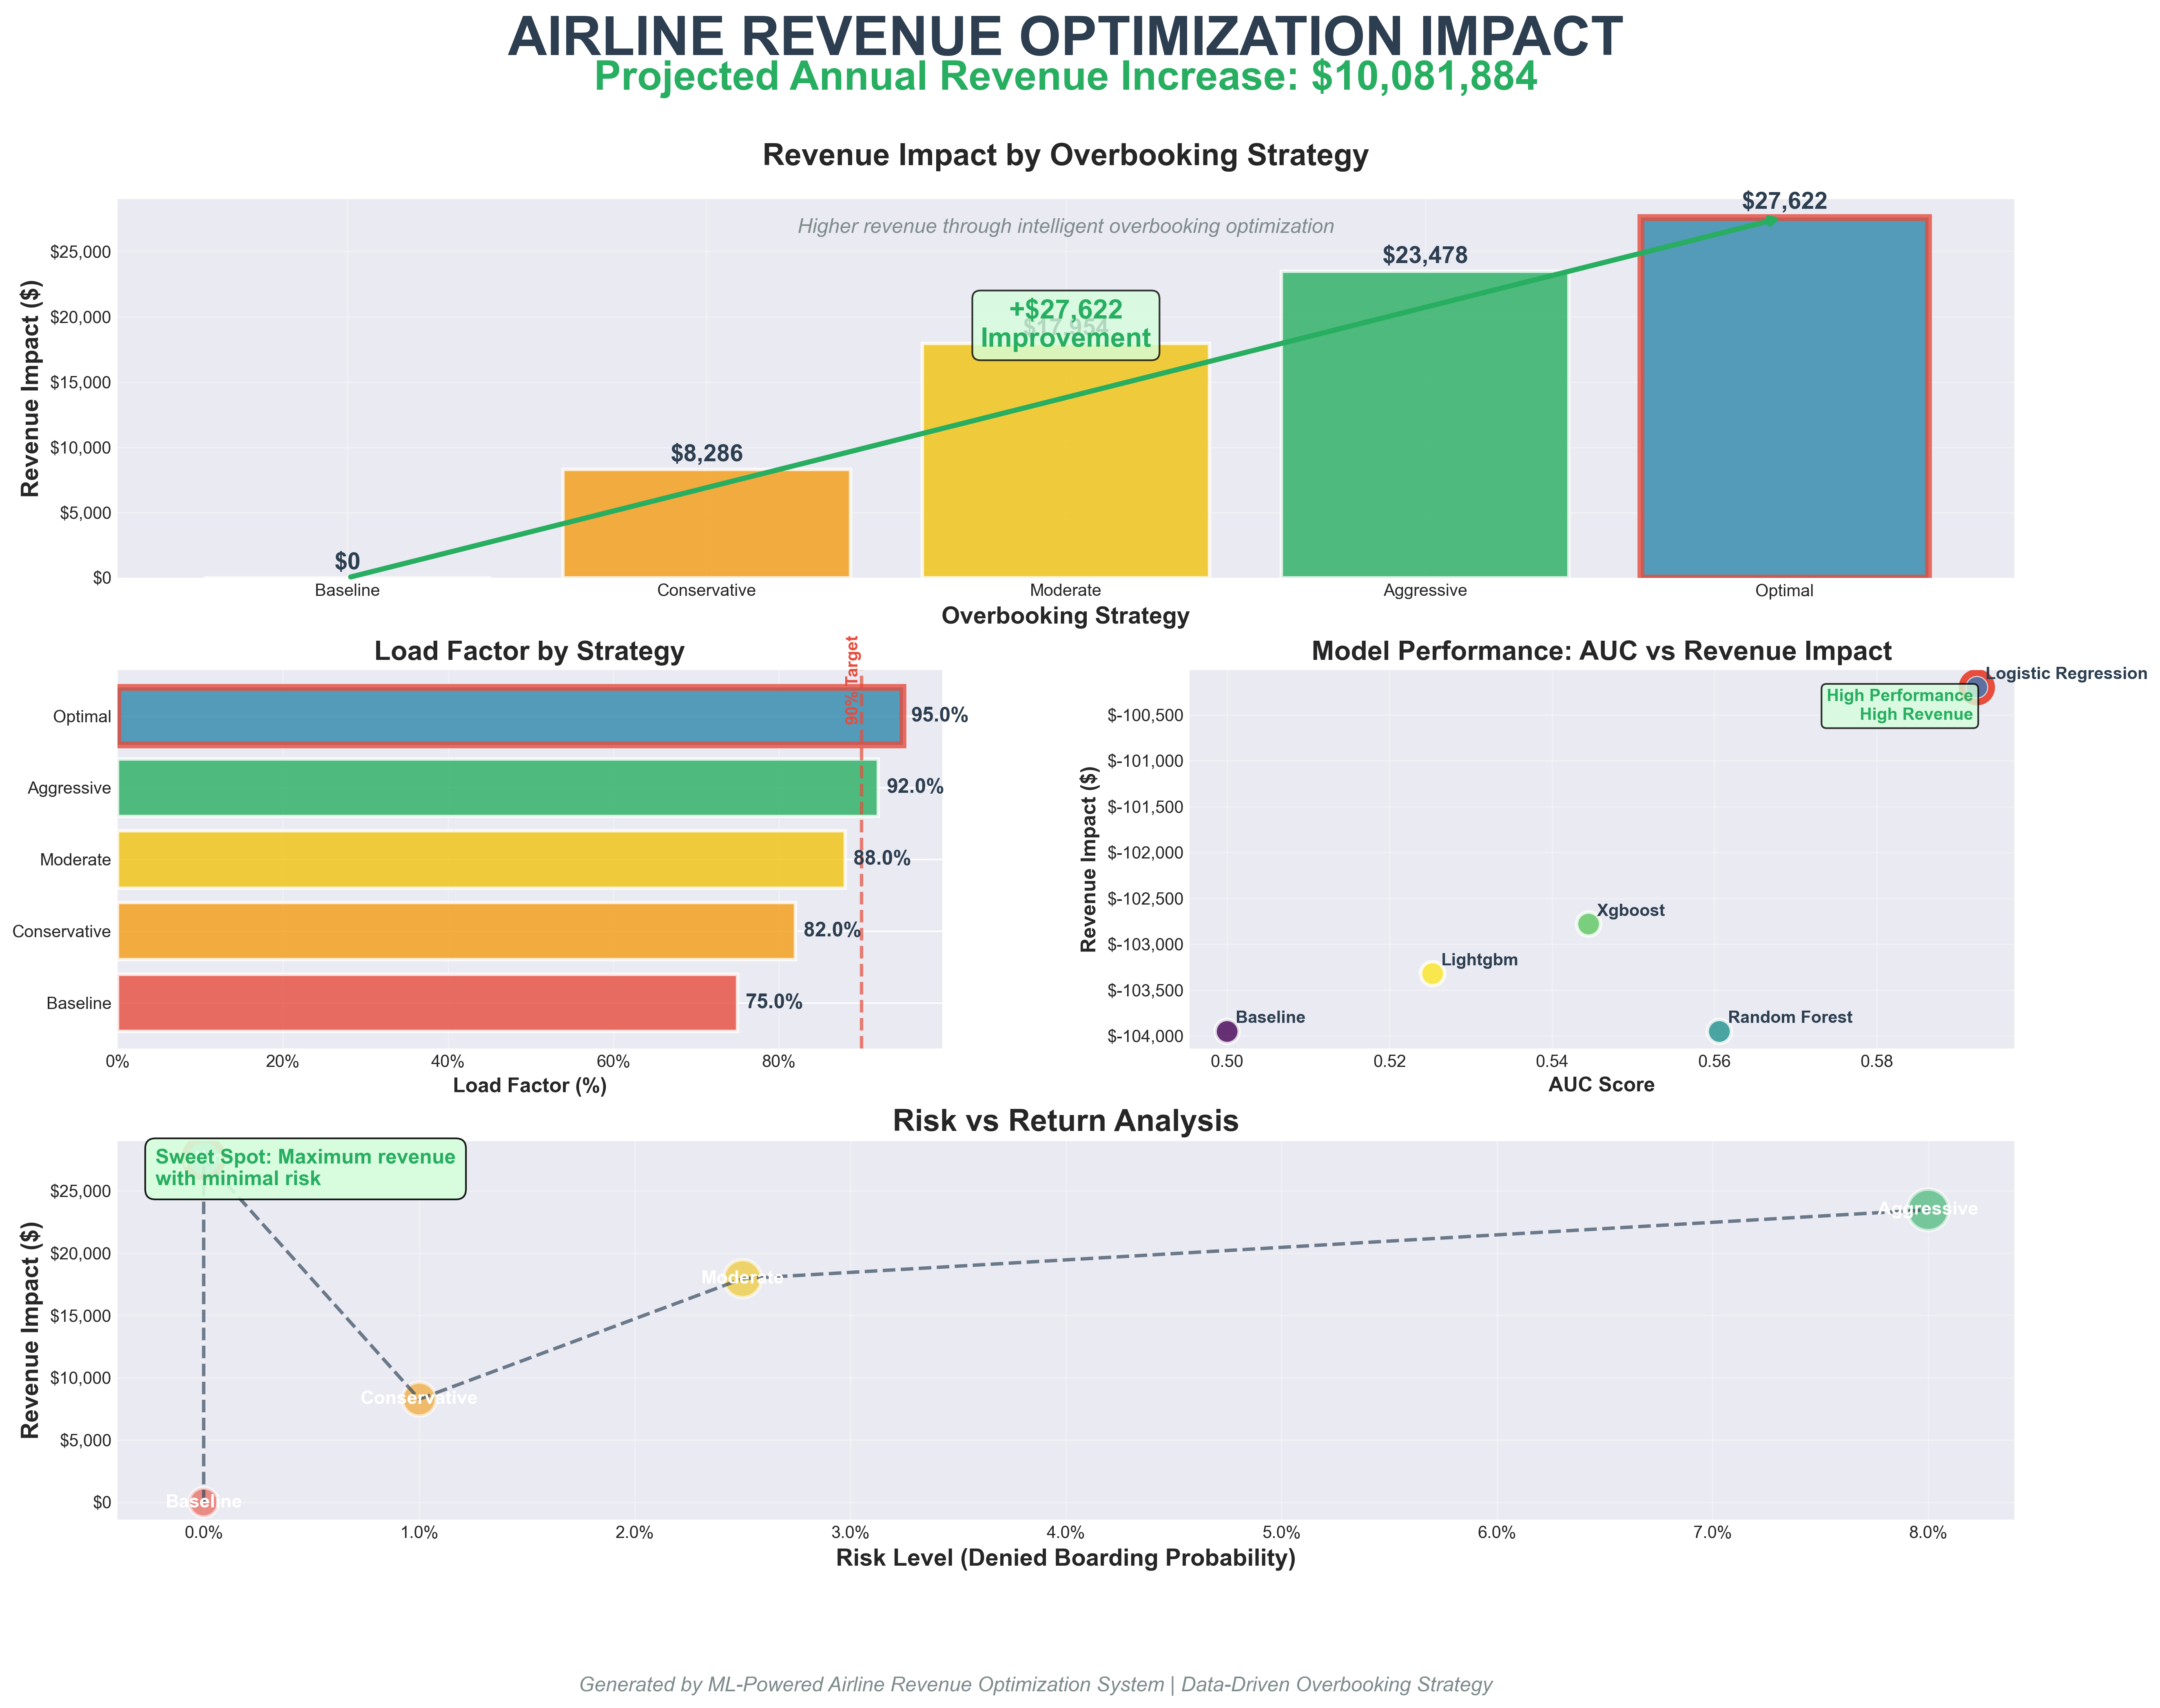 AIRLINE REVENUE OPTIMIZATION IMPACT
Projected Annual Revenue Increase: $10,081,884
Revenue Impact by Overbooking Strategy
Higher revenue through intelligent overbooking optimization
Revenue Impact ($)
$25,000
$20,000
$15,000
$10,000
$5,000
$0
$0
$8,286
$17,954
+$27,622
Improvement
$23,478
$27,622
Baseline
Conservative
Moderate
Aggressive
Optimal
Overbooking Strategy
Load Factor by Strategy
90% Target
Optimal
95.0%
Aggressive
92.0%
Moderate
88.0%
Conservative
82.0%
Baseline
75.0%
0%
20%
40%
60%
80%
Load Factor (%)
Model Performance: AUC vs Revenue Impact
Revenue Impact ($)
$-100,500
$-101,000
$-101,500
$-102,000
$-102,500
$-103,000
$-103,500
$-104,000
Logistic Regression
High Performance
High Revenue
Xgboost
Lightgbm
Baseline
Random Forest
0.50
0.52
0.54
0.56
0.58
AUC Score
Risk vs Return Analysis
Sweet Spot: Maximum revenue
with minimal risk
Revenue Impact ($)
$25,000
$20,000
$15,000
$10,000
$5,000
$0
Aggressive
Moderate
Conservative
Baseline
0.0%
1.0%
2.0%
3.0%
4.0%
5.0%
6.0%
7.0%
8.0%
Risk Level (Denied Boarding Probability)
Generated by ML-Powered Airline Revenue Optimization System | Data-Driven Overbooking Strategy